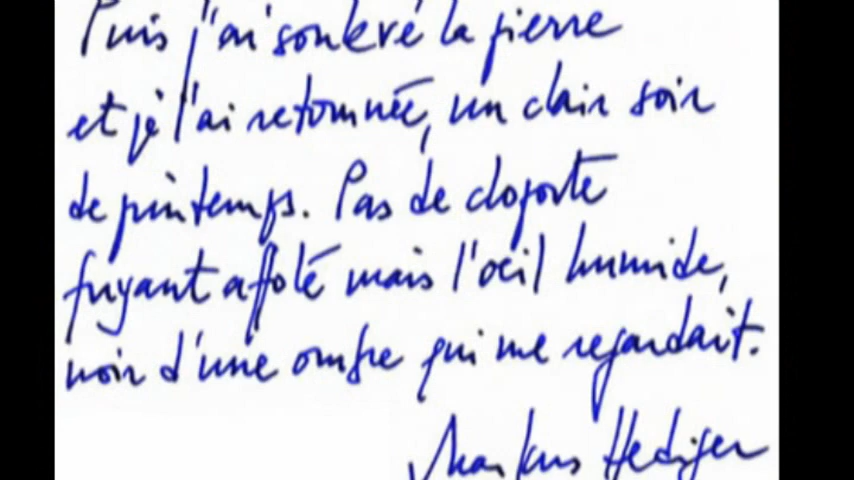 Puis j'ai soulevé la pierre
et je l'ai retournée, un clair soir
de printemps. Pas de cloporte
fuyant affolé mais l'oeil humide,
noir d'une ombre qui me regardait.
Markus Hediger